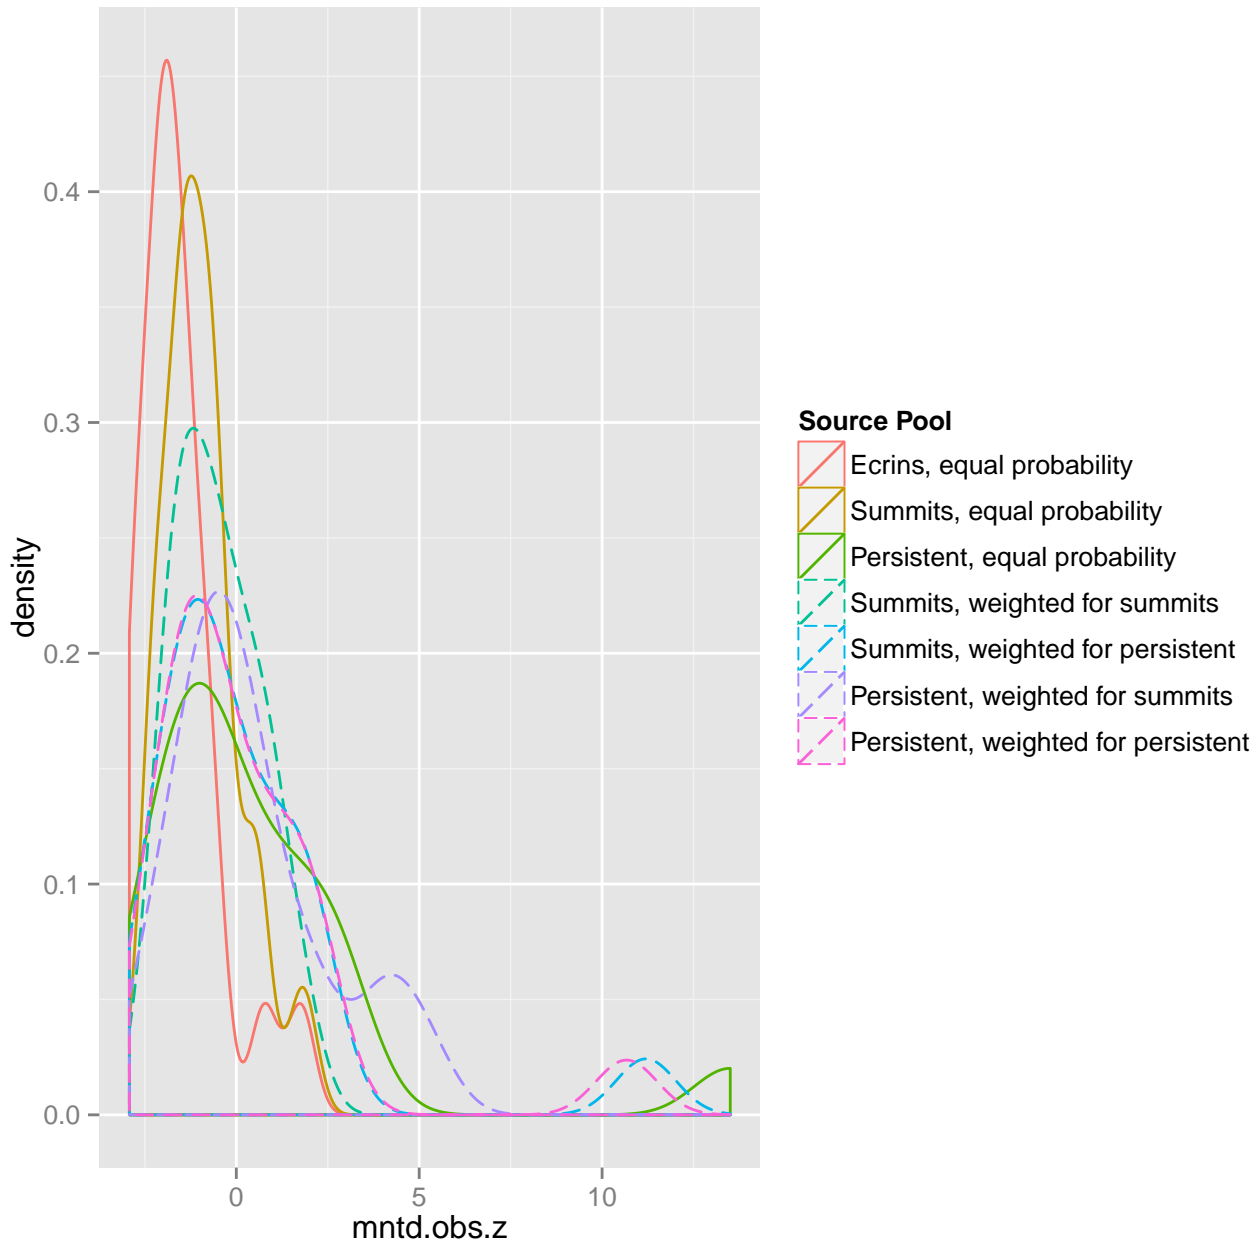 density
0.4
0.3
0.2
0.1
0.0
0
5
10
mntd.obs.z
Source Pool
Ecrins, equal probability
Summits, equal probability
Persistent, equal probability
Summits, weighted for summits
Summits, weighted for persistent
Persistent, weighted for summits
Persistent, weighted for persistent